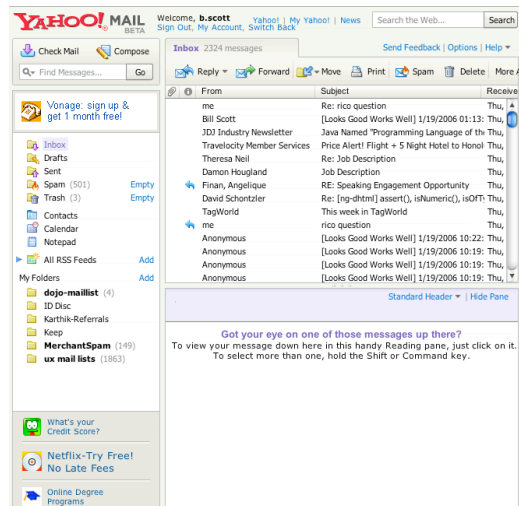 YAHOO! MAIL
BETA
Welcome, b.scott Yahoo! | My Yahoo! | News
Sign Out, My Account, Switch Back
Search the Web...
Search
Check Mail
Compose
Find Messages...
Go
Inbox 2324 messages
Send Feedback | Options | Help
Reply
Forward
Move
Print
Spam
Delete
More A
From Subject Receive
me Re: rico question Thu,
Bill Scott [Looks Good Works Well] 1/19/2006 01:13: Thu,
JDJ Industry Newsletter Java Named "Programming Language of the Thu,
Travelocity Member Services Price Alert! Flight + 5 Night Hotel to Honol Thu,
Theresa Neil Re: Job Description Thu,
Damon Hougland Job Description Thu,
Finan, Angelique RE: Speaking Engagement Opportunity Thu,
David Schontzler Re: [ng-dhtml] assert(), isNumeric(), isOfTy Thu,
TagWorld This week in TagWorld Thu,
me rico question Thu,
Anonymous [Looks Good Works Well] 1/19/2006 10:22: Thu,
Anonymous [Looks Good Works Well] 1/19/2006 10:19: Thu,
Anonymous [Looks Good Works Well] 1/19/2006 10:19: Thu,
Anonymous [Looks Good Works Well] 1/19/2006 10:19: Thu,
Vonage: sign up &
get 1 month free!
Inbox
Drafts
Sent
Spam (501) Empty
Trash (3) Empty
Contacts
Calendar
Notepad
All RSS Feeds Add
My Folders Add
dojo-maillist (4)
ID Disc
Karthik-Referrals
Keep
MerchantSpam (149)
ux mail lists (1863)
Standard Header | Hide Pane
Got your eye on one of those messages up there?
To view your message down here in this handy Reading pane, just click on it.
To select more than one, hold the Shift or Command key.
What's your
Credit Score?
Netflix-Try Free!
No Late Fees
Online Degree
Programs